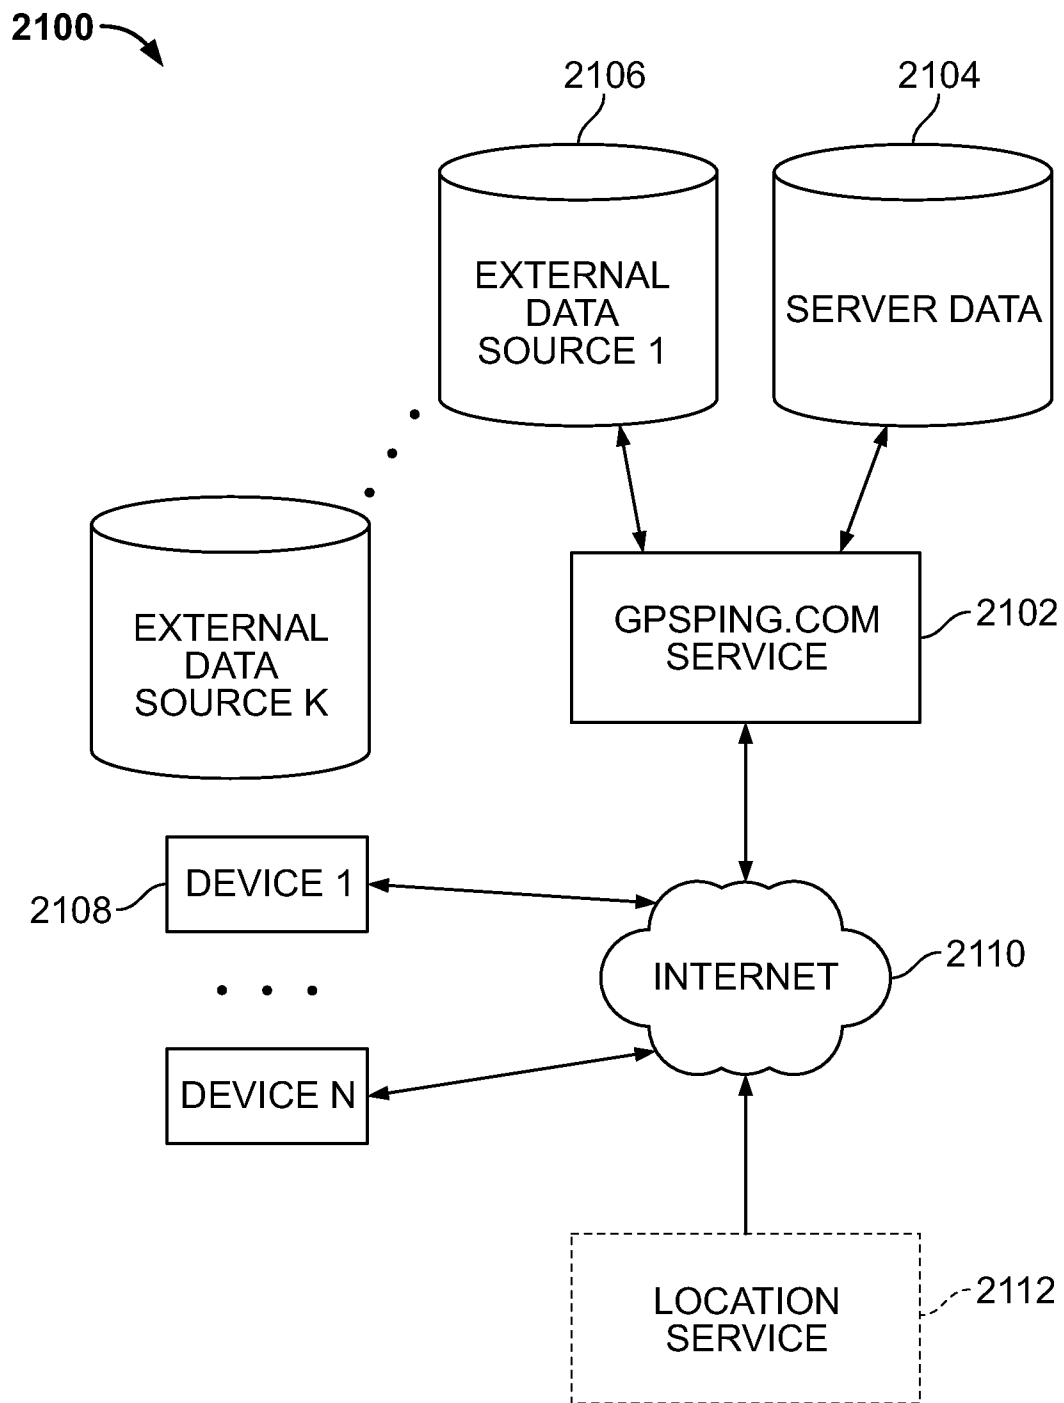 2100
2106
2104
EXTERNAL
DATA
SOURCE 1
SERVER DATA
EXTERNAL
DATA
SOURCE K
GPSPING.COM
SERVICE
2102
DEVICE 1
2108
INTERNET
2110
DEVICE N
LOCATION
SERVICE
2112